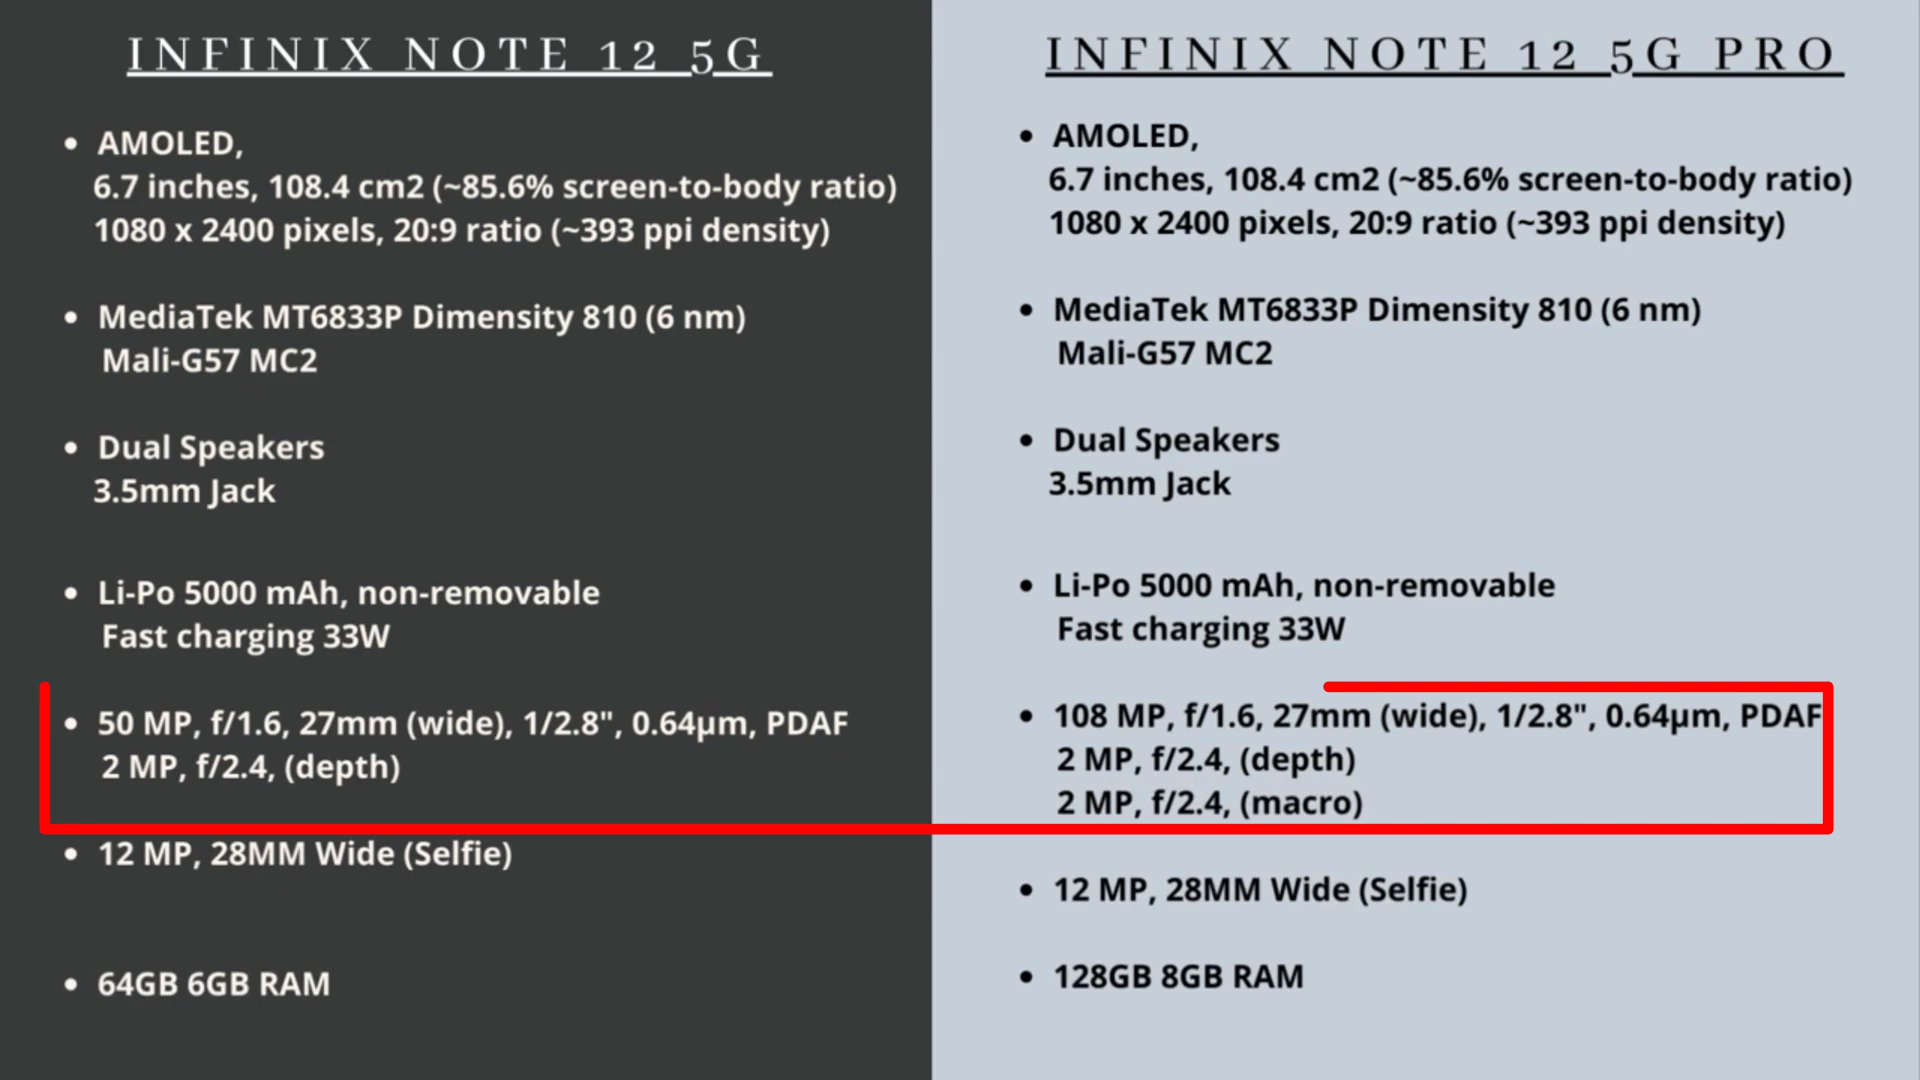 INFINIX NOTE 12 5G
• AMOLED,
6.7 inches, 108.4 cm2 (~85.6% screen-to-body ratio)
1080 x 2400 pixels, 20:9 ratio (~393 ppi density)
• MediaTek MT6833P Dimensity 810 (6 nm)
Mali-G57 MC2
• Dual Speakers
3.5mm Jack
• Li-Po 5000 mAh, non-removable
Fast charging 33W
• 50 MP, f/1.6, 27mm (wide), 1/2.8", 0.64µm, PDAF
2 MP, f/2.4, (depth)
• 12 MP, 28MM Wide (Selfie)
• 64GB 6GB RAM
INFINIX NOTE 12 5G PRO
• AMOLED,
6.7 inches, 108.4 cm2 (~85.6% screen-to-body ratio)
1080 x 2400 pixels, 20:9 ratio (~393 ppi density)
• MediaTek MT6833P Dimensity 810 (6 nm)
Mali-G57 MC2
• Dual Speakers
3.5mm Jack
• Li-Po 5000 mAh, non-removable
Fast charging 33W
• 108 MP, f/1.6, 27mm (wide), 1/2.8", 0.64µm, PDAF
2 MP, f/2.4, (depth)
2 MP, f/2.4, (macro)
• 12 MP, 28MM Wide (Selfie)
• 128GB 8GB RAM